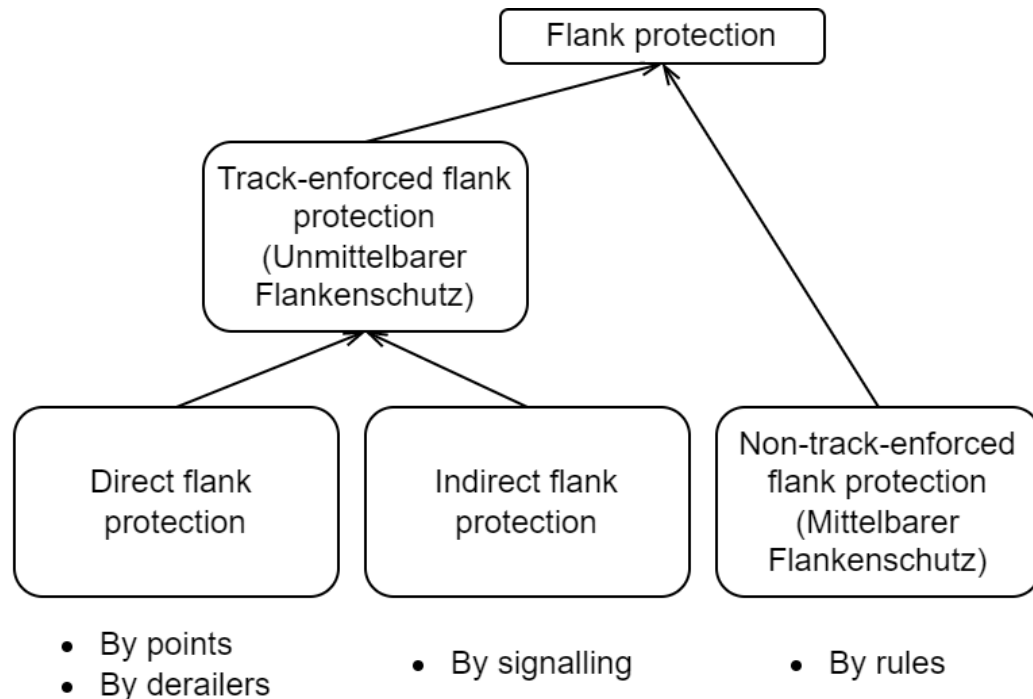 Flank protection
Track-enforced flank
protection
(Unmittelbarer
Flankenschutz)
Direct flank
protection
Indirect flank
protection
Non-track-enforced
flank protection
(Mittelbarer
Flankenschutz)
• By points
• By derailers
• By signalling
• By rules